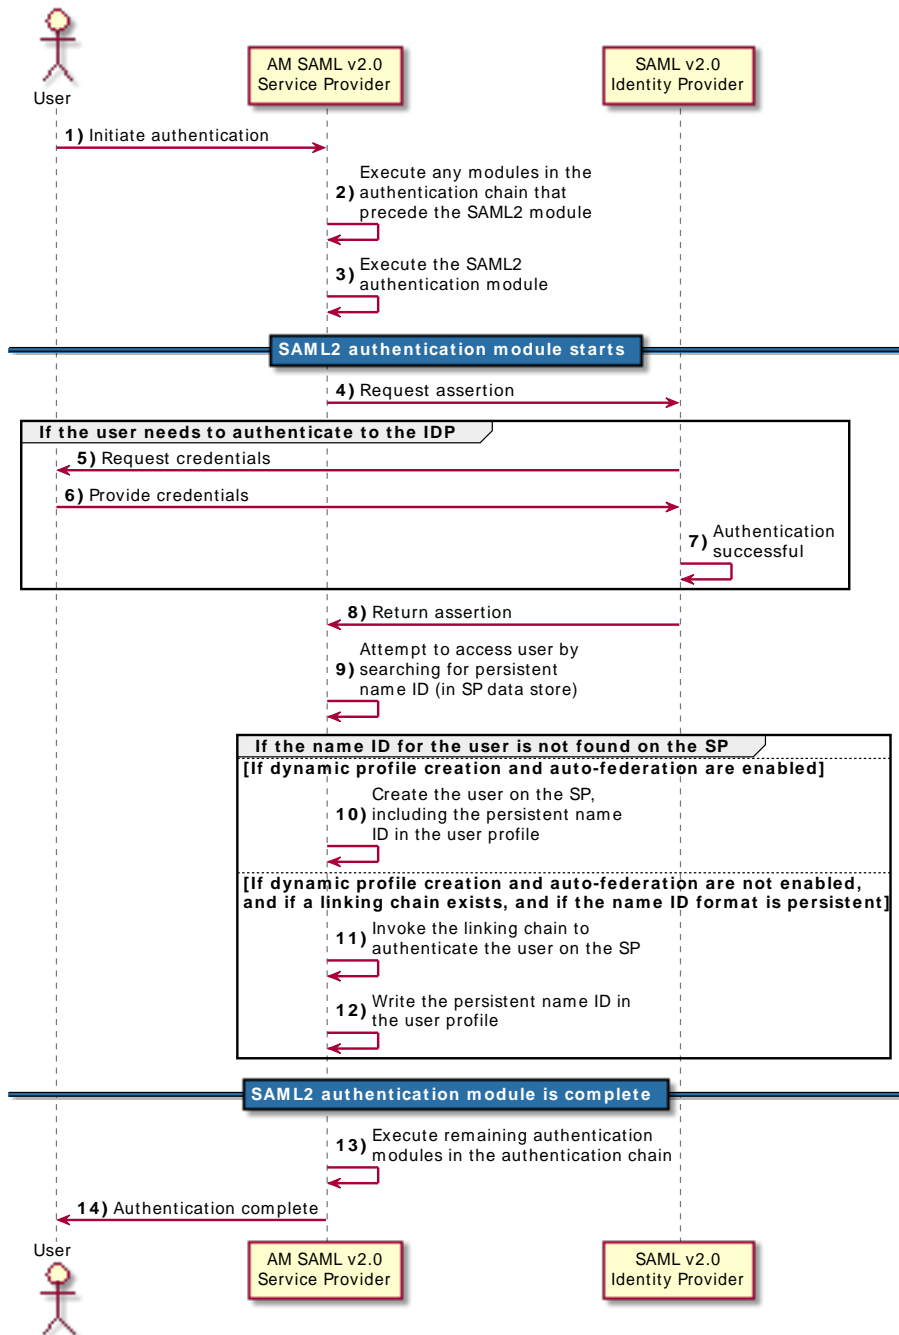 AM SAML v2.0
Service Provider
SAML v2.0
Identity Provider
User
1) Initiate authentication
Execute any modules in the
2) authentication chain that
precede the SAML2 module
3) Execute the SAML2
authentication module
SAML2 authentication module starts
4) Request assertion
If the user needs to authenticate to the IDP
5) Request credentials
6) Provide credentials
7) Authentication
successful
8) Return assertion
Attempt to access user by
9) searching for persistent
name ID (in SP data store)
If the name ID for the user is not found on the SP
[If dynamic profile creation and auto-federation are enabled]
Create the user on the SP,
10) including the persistent name
ID in the user profile
[If dynamic profile creation and auto-federation are not enabled,
and if a linking chain exists, and if the name ID format is persistent]
11) Invoke the linking chain to
authenticate the user on the SP
12) Write the persistent name ID in
the user profile
SAML2 authentication module is complete
13) Execute remaining authentication
modules in the authentication chain
14) Authentication complete
User
AM SAML v2.0
Service Provider
SAML v2.0
Identity Provider